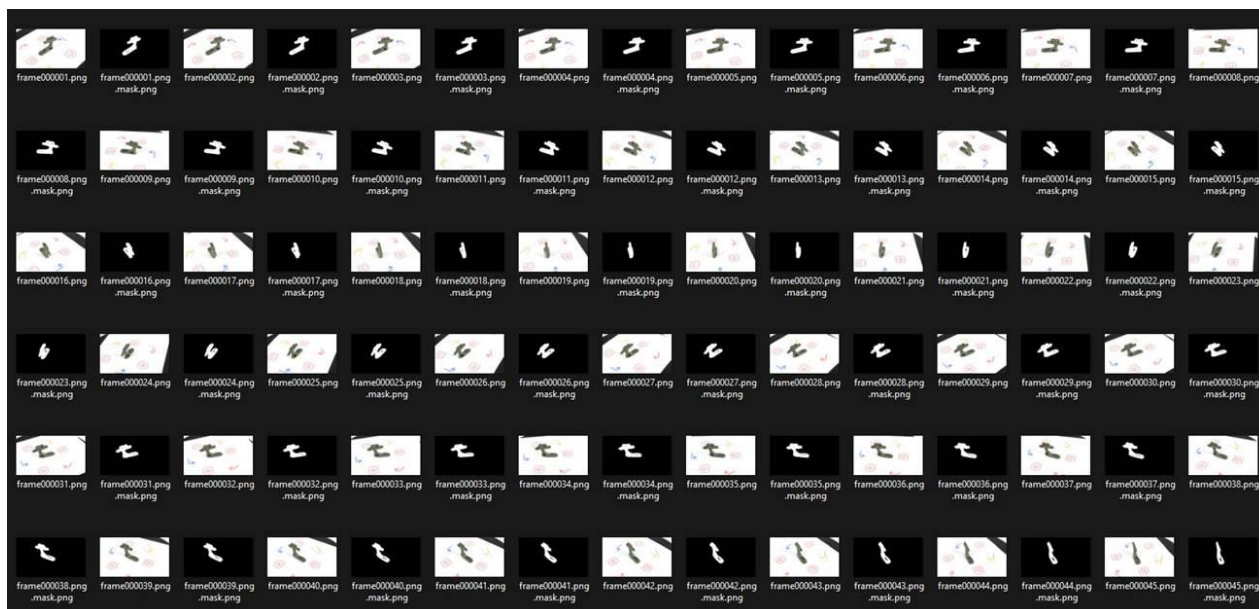 frame000001.png frame000001.png frame000002.png frame000002.png frame000003.png frame000003.png frame000004.png frame000004.png frame000005.png frame000005.png frame000006.png frame000006.png frame000007.png frame000007.png frame000008.png
.mask.png .mask.png .mask.png .mask.png .mask.png .mask.png .mask.png
frame000008.png frame000009.png frame000009.png frame000010.png frame000010.png frame000011.png frame000011.png frame000012.png frame000012.png frame000013.png frame000013.png frame000014.png frame000014.png frame000015.png frame000015.png
.mask.png .mask.png .mask.png .mask.png .mask.png .mask.png .mask.png .mask.png
frame000016.png frame000016.png frame000017.png frame000017.png frame000018.png frame000018.png frame000019.png frame000019.png frame000020.png frame000020.png frame000021.png frame000021.png frame000022.png frame000022.png frame000023.png
.mask.png .mask.png .mask.png .mask.png .mask.png .mask.png .mask.png
frame000023.png frame000024.png frame000024.png frame000025.png frame000025.png frame000026.png frame000026.png frame000027.png frame000027.png frame000028.png frame000028.png frame000029.png frame000029.png frame000030.png frame000030.png
.mask.png .mask.png .mask.png .mask.png .mask.png .mask.png .mask.png .mask.png
frame000031.png frame000031.png frame000032.png frame000032.png frame000033.png frame000033.png frame000034.png frame000034.png frame000035.png frame000035.png frame000036.png frame000036.png frame000037.png frame000037.png frame000038.png
.mask.png .mask.png .mask.png .mask.png .mask.png .mask.png .mask.png
frame000038.png frame000039.png frame000039.png frame000040.png frame000040.png frame000041.png frame000041.png frame000042.png frame000042.png frame000043.png frame000043.png frame000044.png frame000044.png frame000045.png frame000045.png
.mask.png .mask.png .mask.png .mask.png .mask.png .mask.png .mask.png .mask.png